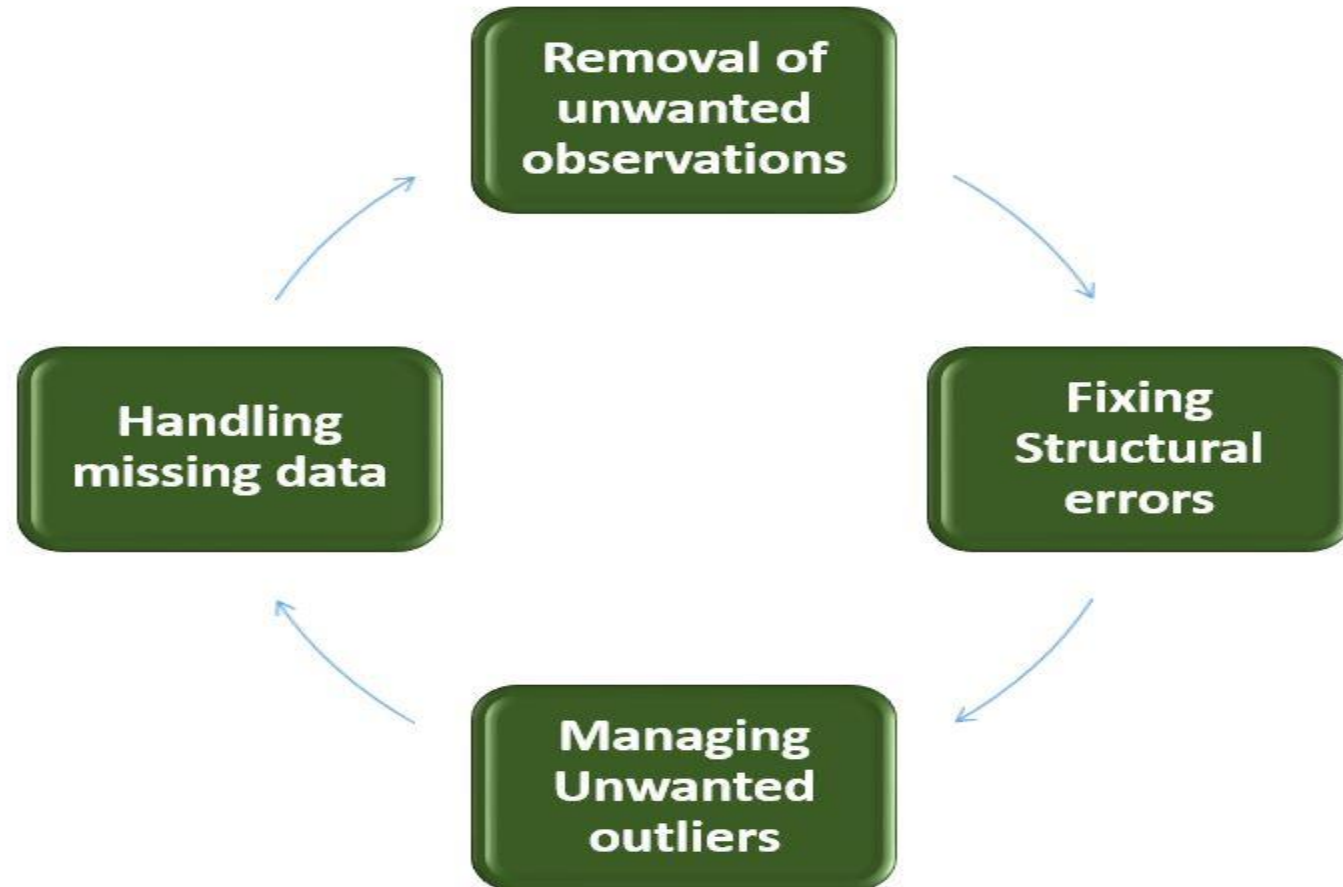 Removal of
unwanted
observations
Fixing
Structural
errors
Managing
Unwanted
outliers
Handling
missing data